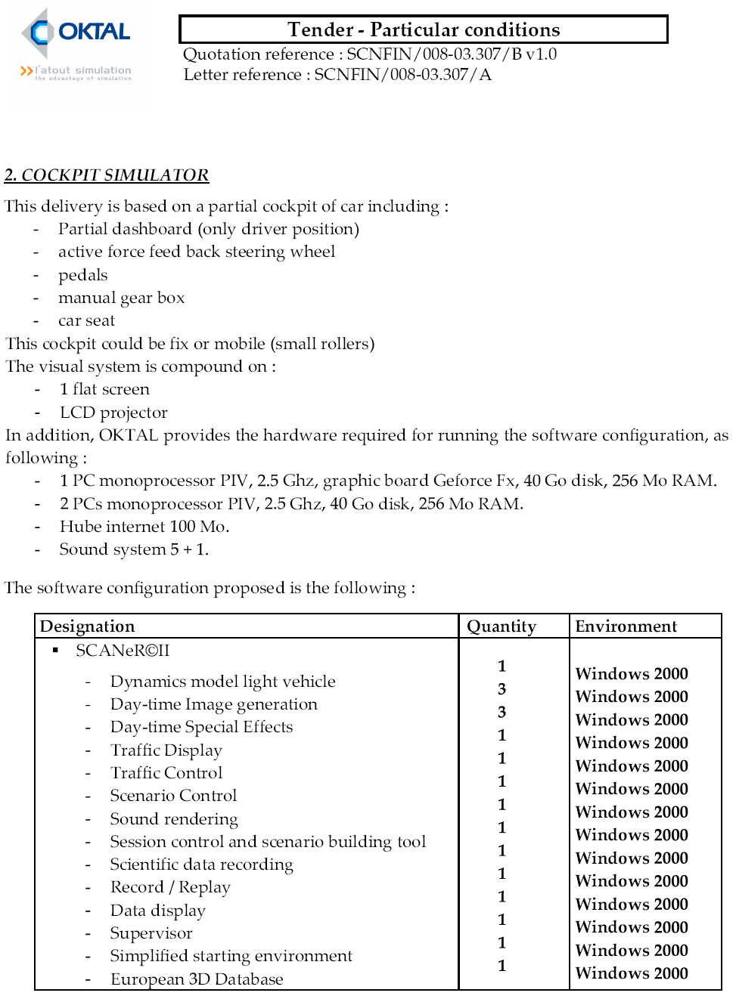 OKTAL
>>l'atout simulation
the advantage of simulation
Tender - Particular conditions
Quotation reference : SCNFIN/008-03.307/B v1.0
Letter reference : SCNFIN/008-03.307/A
2. COCKPIT SIMULATOR
This delivery is based on a partial cockpit of car including :
- Partial dashboard (only driver position)
- active force feed back steering wheel
- pedals
- manual gear box
- car seat
This cockpit could be fix or mobile (small rollers)
The visual system is compound on :
- 1 flat screen
- LCD projector
In addition, OKTAL provides the hardware required for running the software configuration, as
following :
- 1 PC monoprocessor PIV, 2.5 Ghz, graphic board Geforce Fx, 40 Go disk, 256 Mo RAM.
- 2 PCs monoprocessor PIV, 2.5 Ghz, 40 Go disk, 256 Mo RAM.
- Hube internet 100 Mo.
- Sound system 5 + 1.
The software configuration proposed is the following :
Designation Quantity Environment
▪ SCANeR©II
- Dynamics model light vehicle 1 Windows 2000
- Day-time Image generation 3 Windows 2000
- Day-time Special Effects 3 Windows 2000
- Traffic Display 1 Windows 2000
- Traffic Control 1 Windows 2000
- Scenario Control 1 Windows 2000
- Sound rendering 1 Windows 2000
- Session control and scenario building tool 1 Windows 2000
- Scientific data recording 1 Windows 2000
- Record / Replay 1 Windows 2000
- Data display 1 Windows 2000
- Supervisor 1 Windows 2000
- Simplified starting environment 1 Windows 2000
- European 3D Database 1 Windows 2000